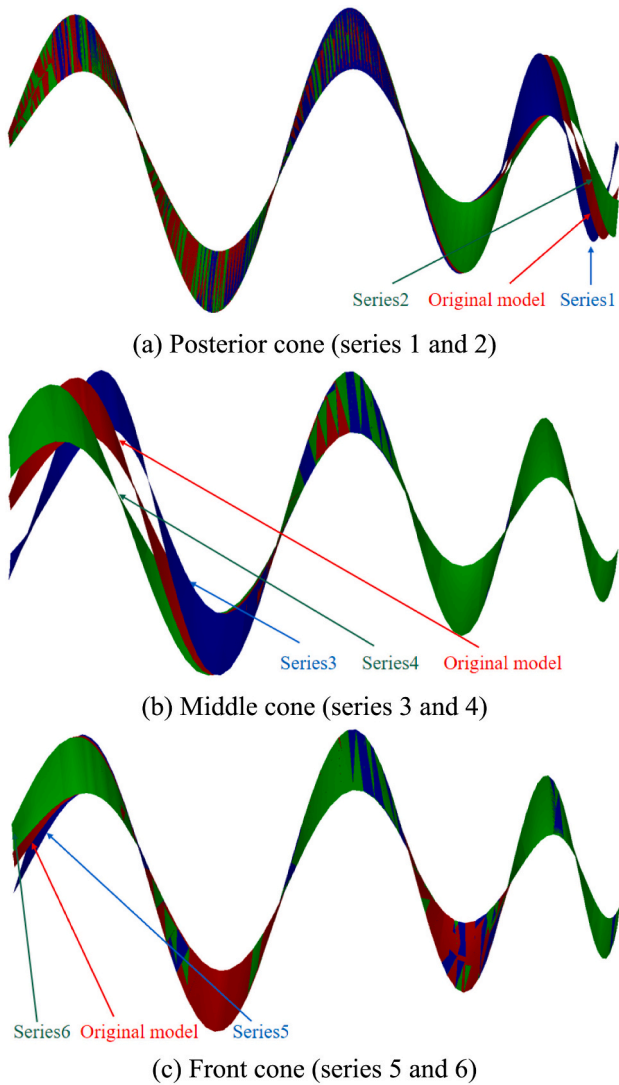 Series2 Original model Series1
(a) Posterior cone (series 1 and 2)
Series3 Series4 Original model
(b) Middle cone (series 3 and 4)
Series6 Original model Series5
(c) Front cone (series 5 and 6)